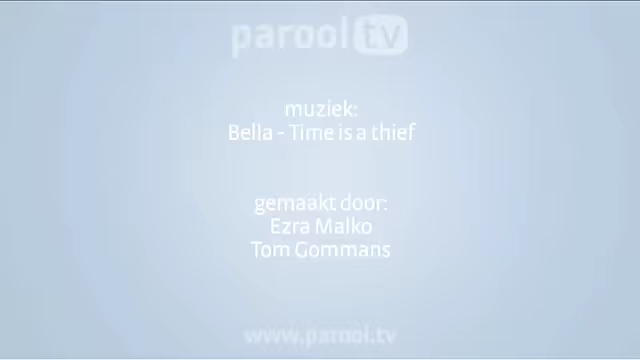 parool tv
muziek:
Bella - Time is a thief
gemaakt door:
Ezra Malko
Tom Gommans
www.parool.tv